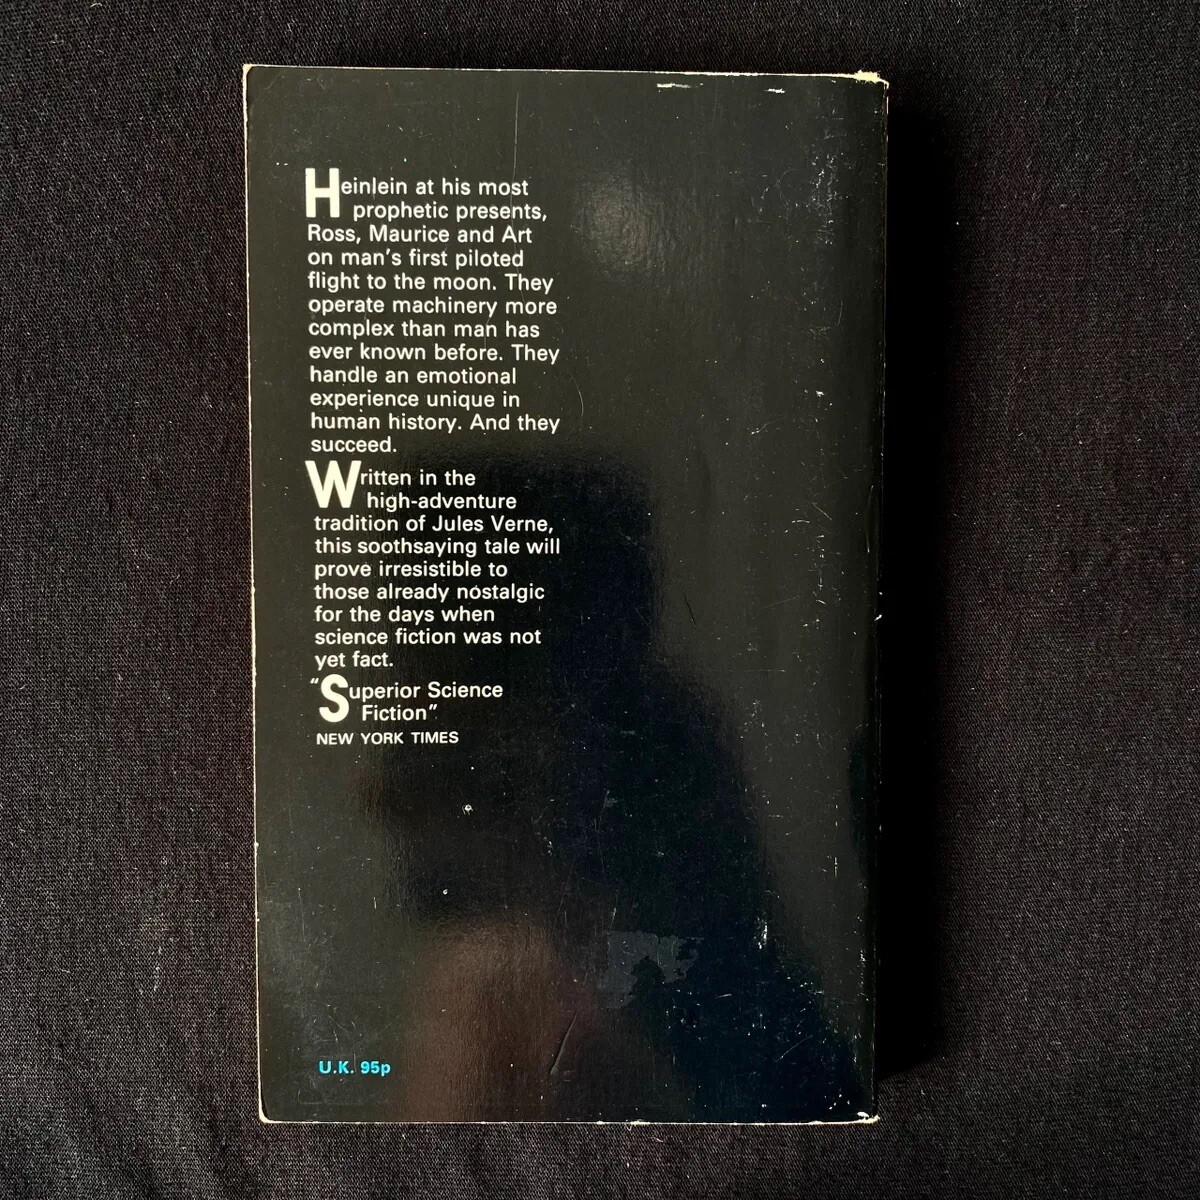 Heinlein at his most
prophetic presents,
Ross, Maurice and Art
on man's first piloted
flight to the moon. They
operate machinery more
complex than man has
ever known before. They
handle an emotional
experience unique in
human history. And they
succeed.
Written in the
high-adventure
tradition of Jules Verne,
this soothsaying tale will
prove irresistible to
those already nostalgic
for the days when
science fiction was not
yet fact.
"Superior Science
Fiction"
NEW YORK TIMES
U.K. 95p